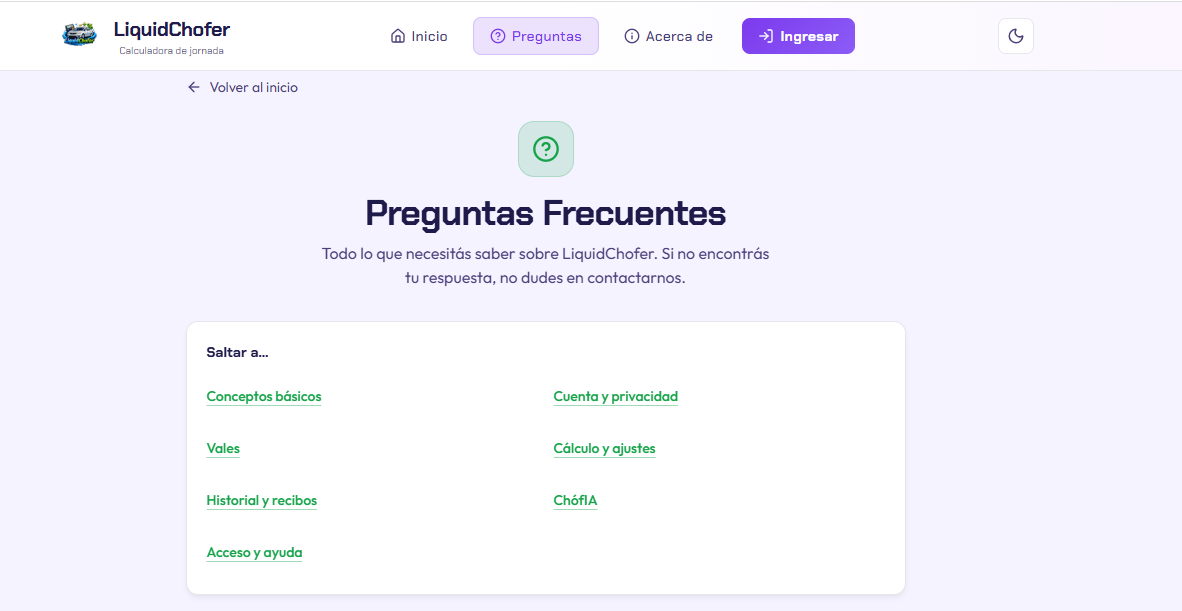 LiquidChofer
Calculadora de jornada
Inicio
Preguntas
Acerca de
Ingresar
Volver al inicio
Preguntas Frecuentes
Todo lo que necesitás saber sobre LiquidChofer. Si no encontrás
tu respuesta, no dudes en contactarnos.
Saltar a...
Conceptos básicos
Cuenta y privacidad
Vales
Cálculo y ajustes
Historial y recibos
ChófIA
Acceso y ayuda